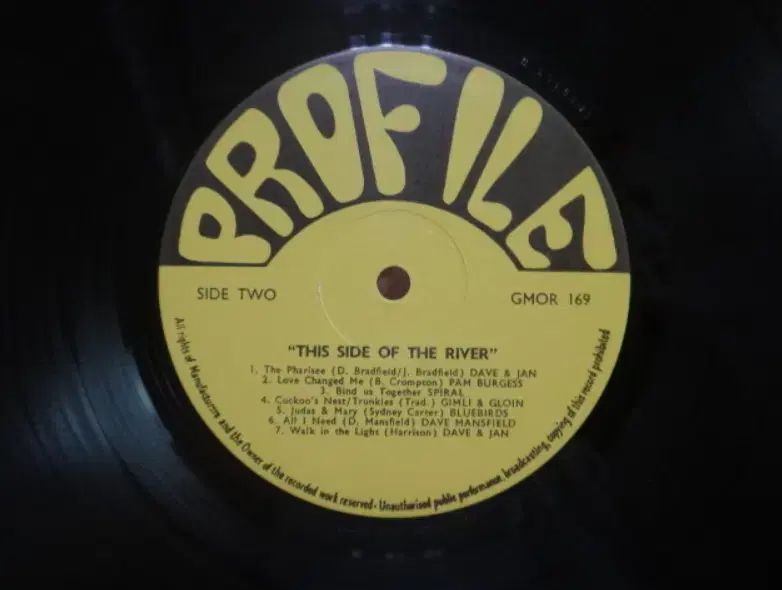 PROFILE
SIDE TWO
GMOR 169
"THIS SIDE OF THE RIVER"
1. The Pharisee (D. Bradfield/J. Bradfield) DAVE & JAN
2. Love Changed Me (B. Crompton) PAM BURGESS
3. Bind us Together SPIRAL
4. Cuckoo's Nest/Trunkles (Trad.) GIMLI & GLOIN
5. Judas & Mary (Sydney Carter) BLUEBIRDS
6. All I Need (D. Mansfield) DAVE MANSFIELD
7. Walk in the Light (Harrison) DAVE & JAN
All rights of Manufacturing and the Owner of the recorded work reserved · Unauthorised public performance, broadcasting, copying of this record prohibited